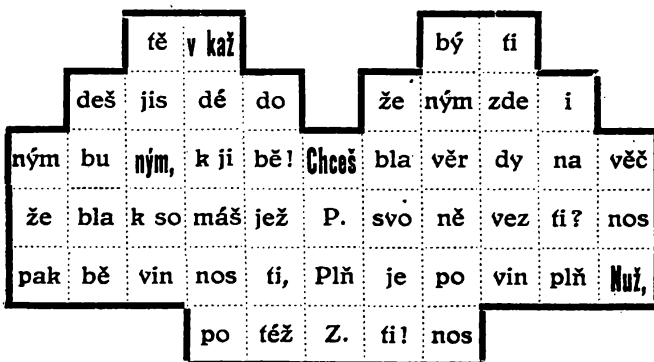 tě v kaž bý ti
deš jis dé do že ným zde i
ným bu ným, k ji bě! Chceš bla věr dy na věč
že bla k so máš jež P. svo ně vez ti? nos
pak bě vin nos ti, Plň je po vin plň Nuž,
po též Z. ti! nos